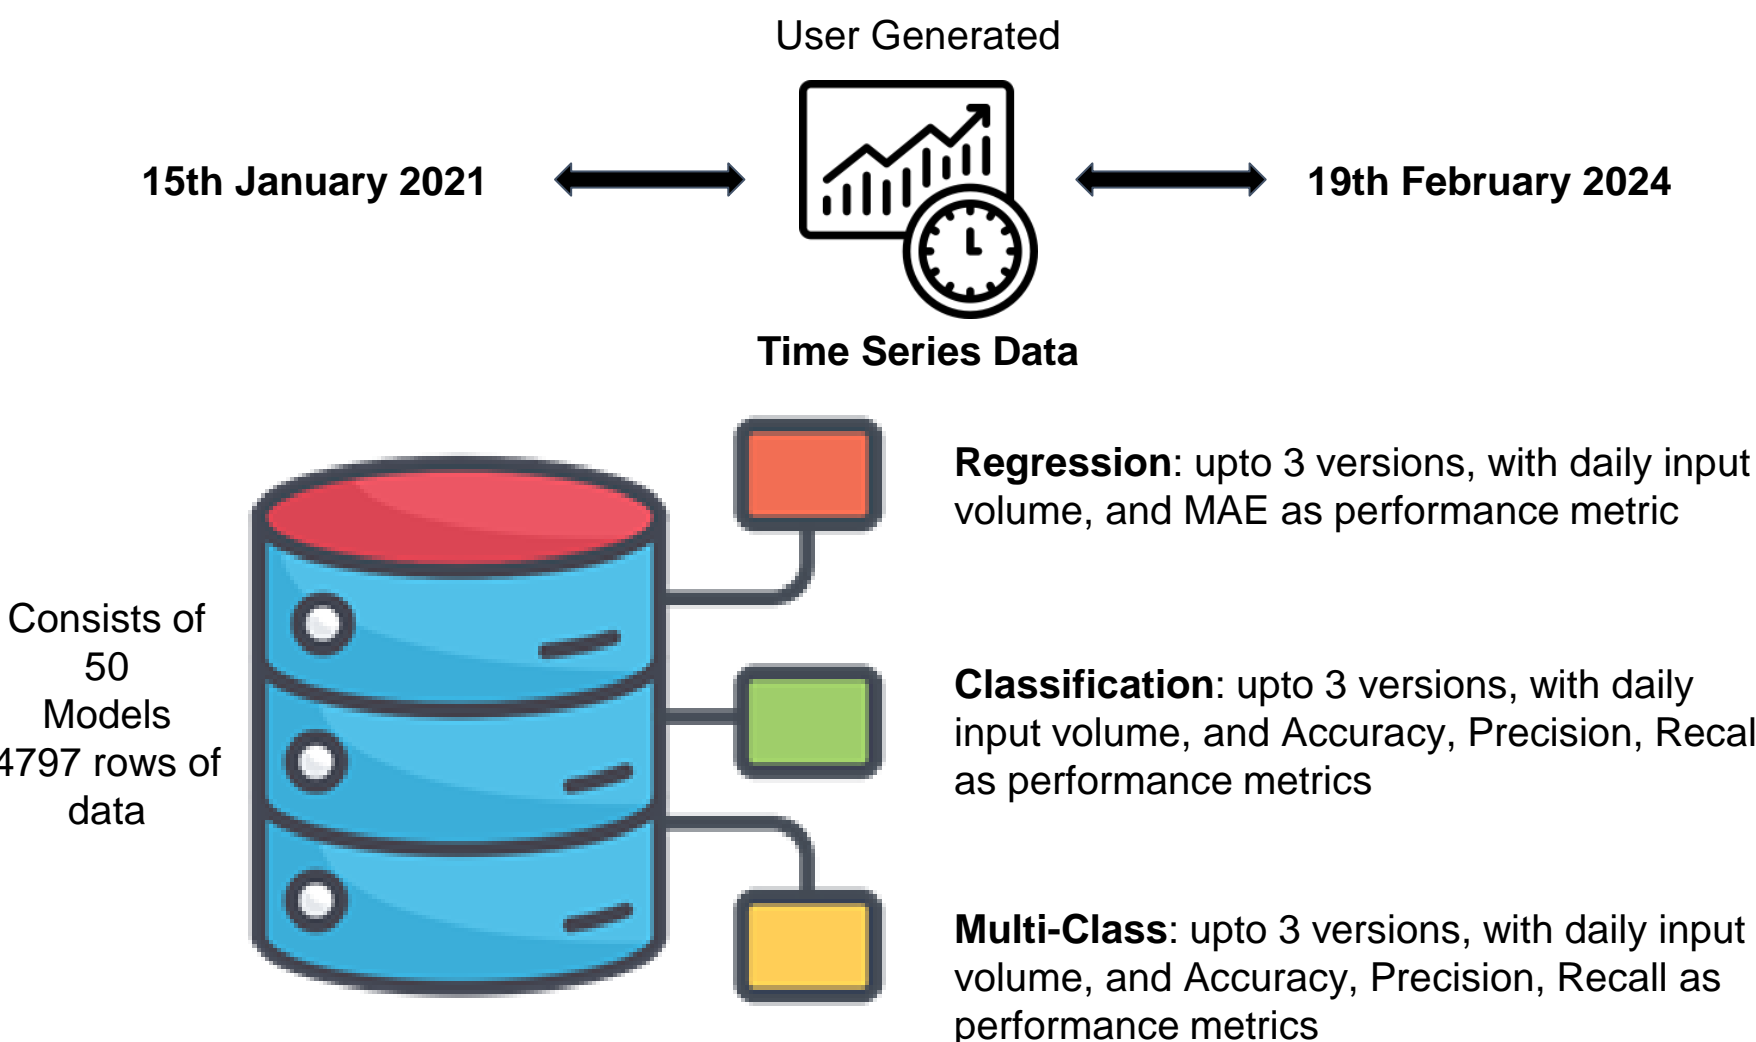 User Generated
15th January 2021
19th February 2024
Time Series Data
Regression: upto 3 versions, with daily input
volume, and MAE as performance metric
Consists of
50
Models
4797 rows of
data
Classification: upto 3 versions, with daily
input volume, and Accuracy, Precision, Recal
as performance metrics
Multi-Class: upto 3 versions, with daily input
volume, and Accuracy, Precision, Recall as
performance metrics